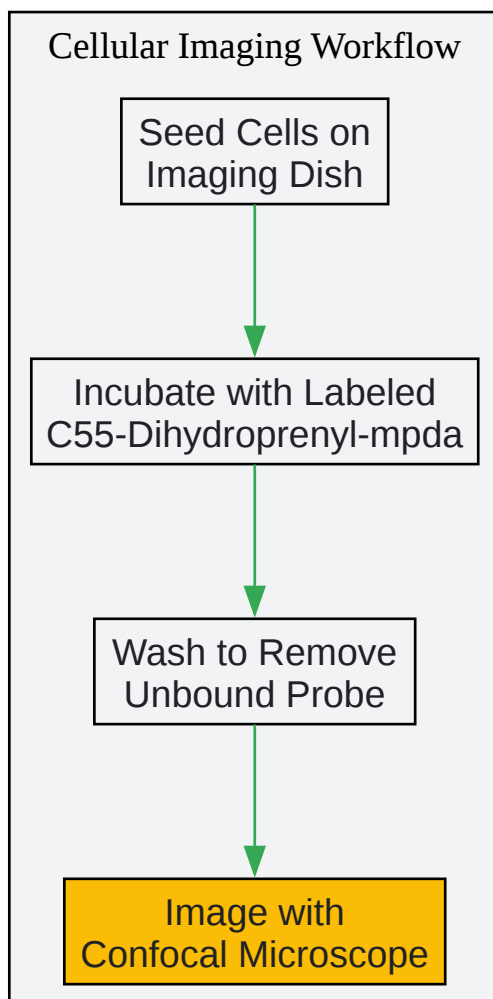 Cellular Imaging Workflow
Seed Cells on
Imaging Dish
Incubate with Labeled
C55-Dihydroprenyl-mpda
Wash to Remove
Unbound Probe
Image with
Confocal Microscope